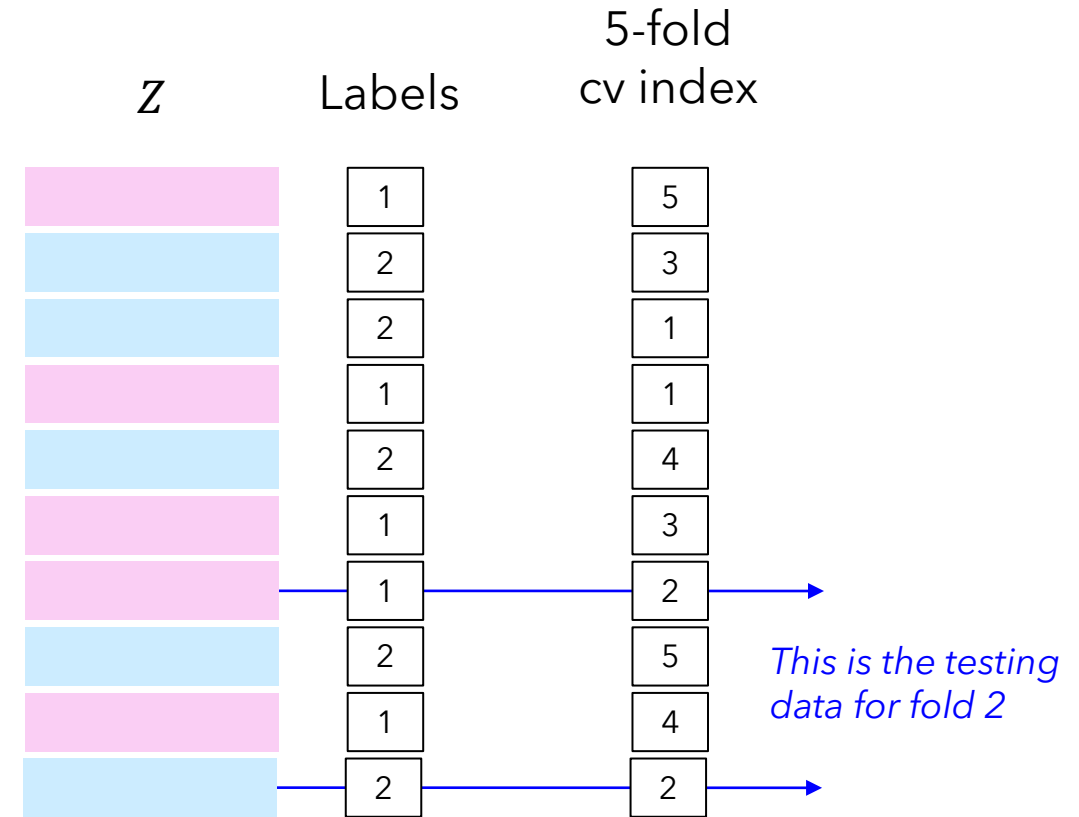 5-fold
Z Labels cv index
1 5
2 3
2 1
1 1
2 4
1 3
1 2
2 5
This is the testing
data for fold 2
1 4
2 2